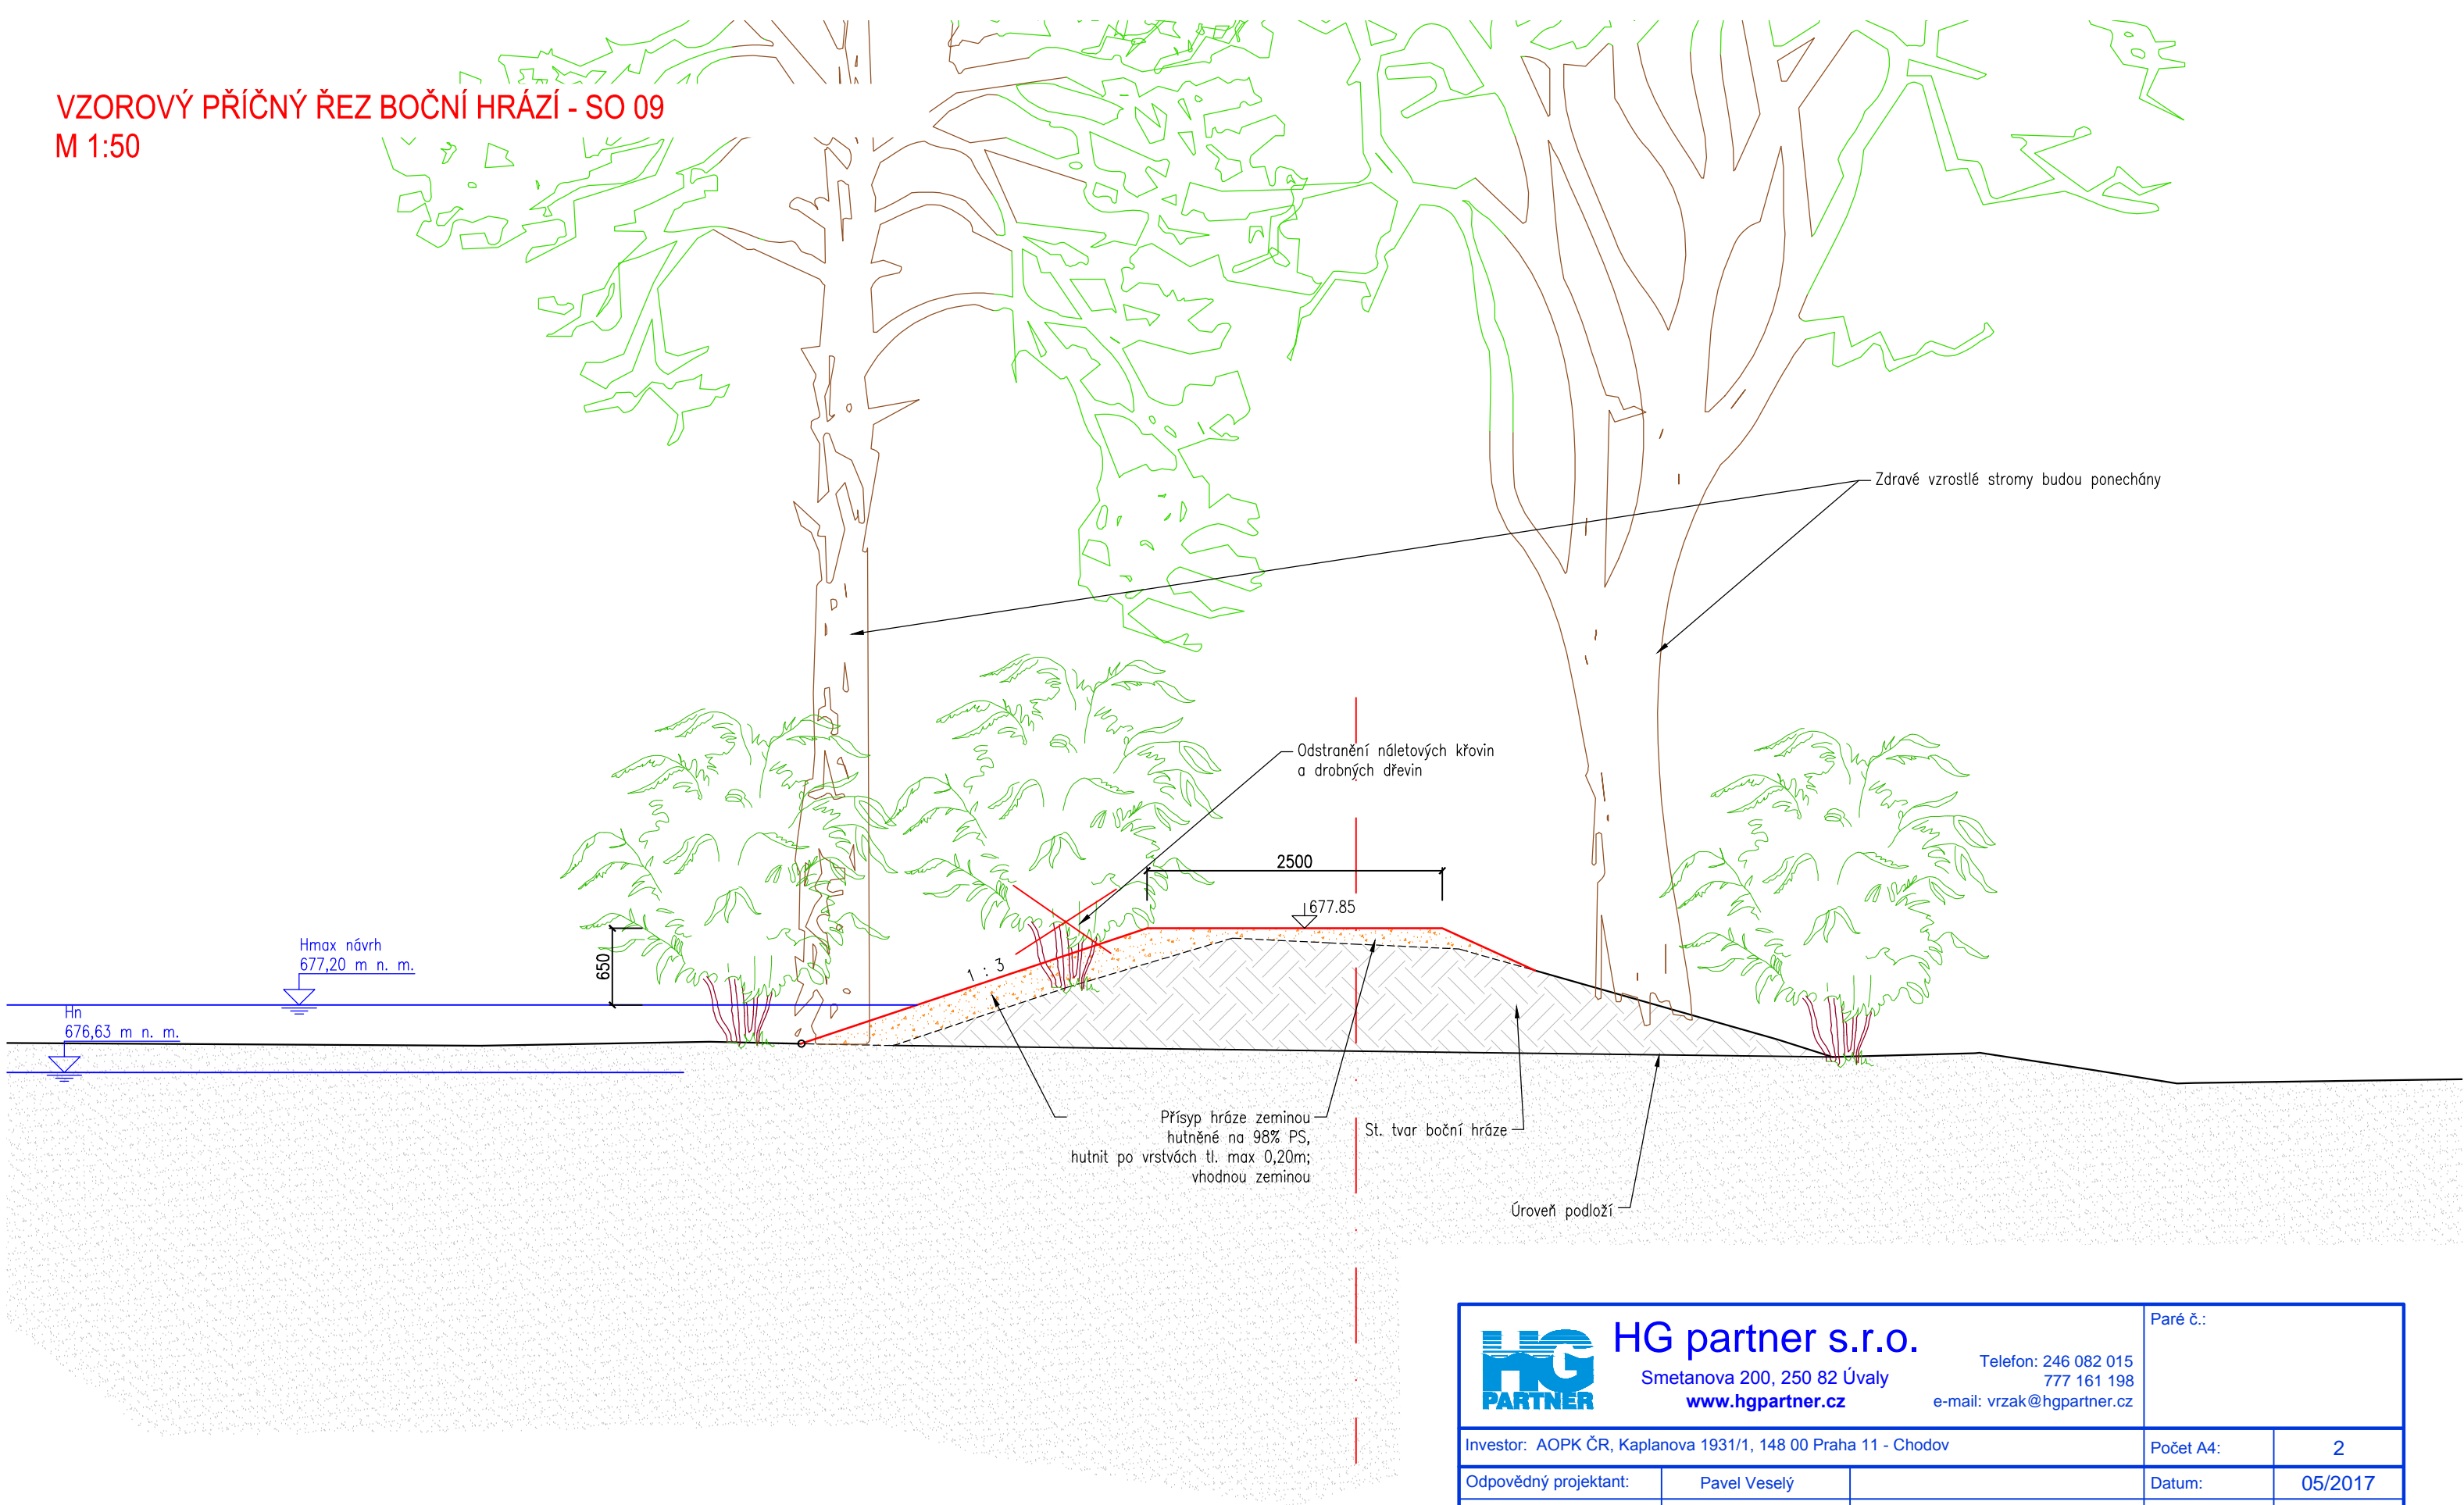 VZOROVÝ PŘÍČNÝ ŘEZ BOČNÍ HRÁZÍ - SO 09
M 1:50
Zdravé vzrostlé stromy budou ponechány
Odstranění náletových křovin
a drobných dřevin
2500
677.85
Hmax návrh
677,20 m n. m.
650
1 : 3
Hn
676,63 m n. m.
Přísyp hráze zeminou
hutněné na 98% PS,
hutnit po vrstvách tl. max 0,20m;
vhodnou zeminou
St. tvar boční hráze
Úroveň podloží
HG PARTNER
HG partner s.r.o.
Smetanova 200, 250 82 Úvaly
www.hgpartner.cz
Telefon: 246 082 015
777 161 198
e-mail: vrzak@hgpartner.cz
Paré č.:
Investor: AOPK ČR, Kaplanova 1931/1, 148 00 Praha 11 - Chodov
Počet A4: 2
Odpovědný projektant: Pavel Veselý
Datum: 05/2017